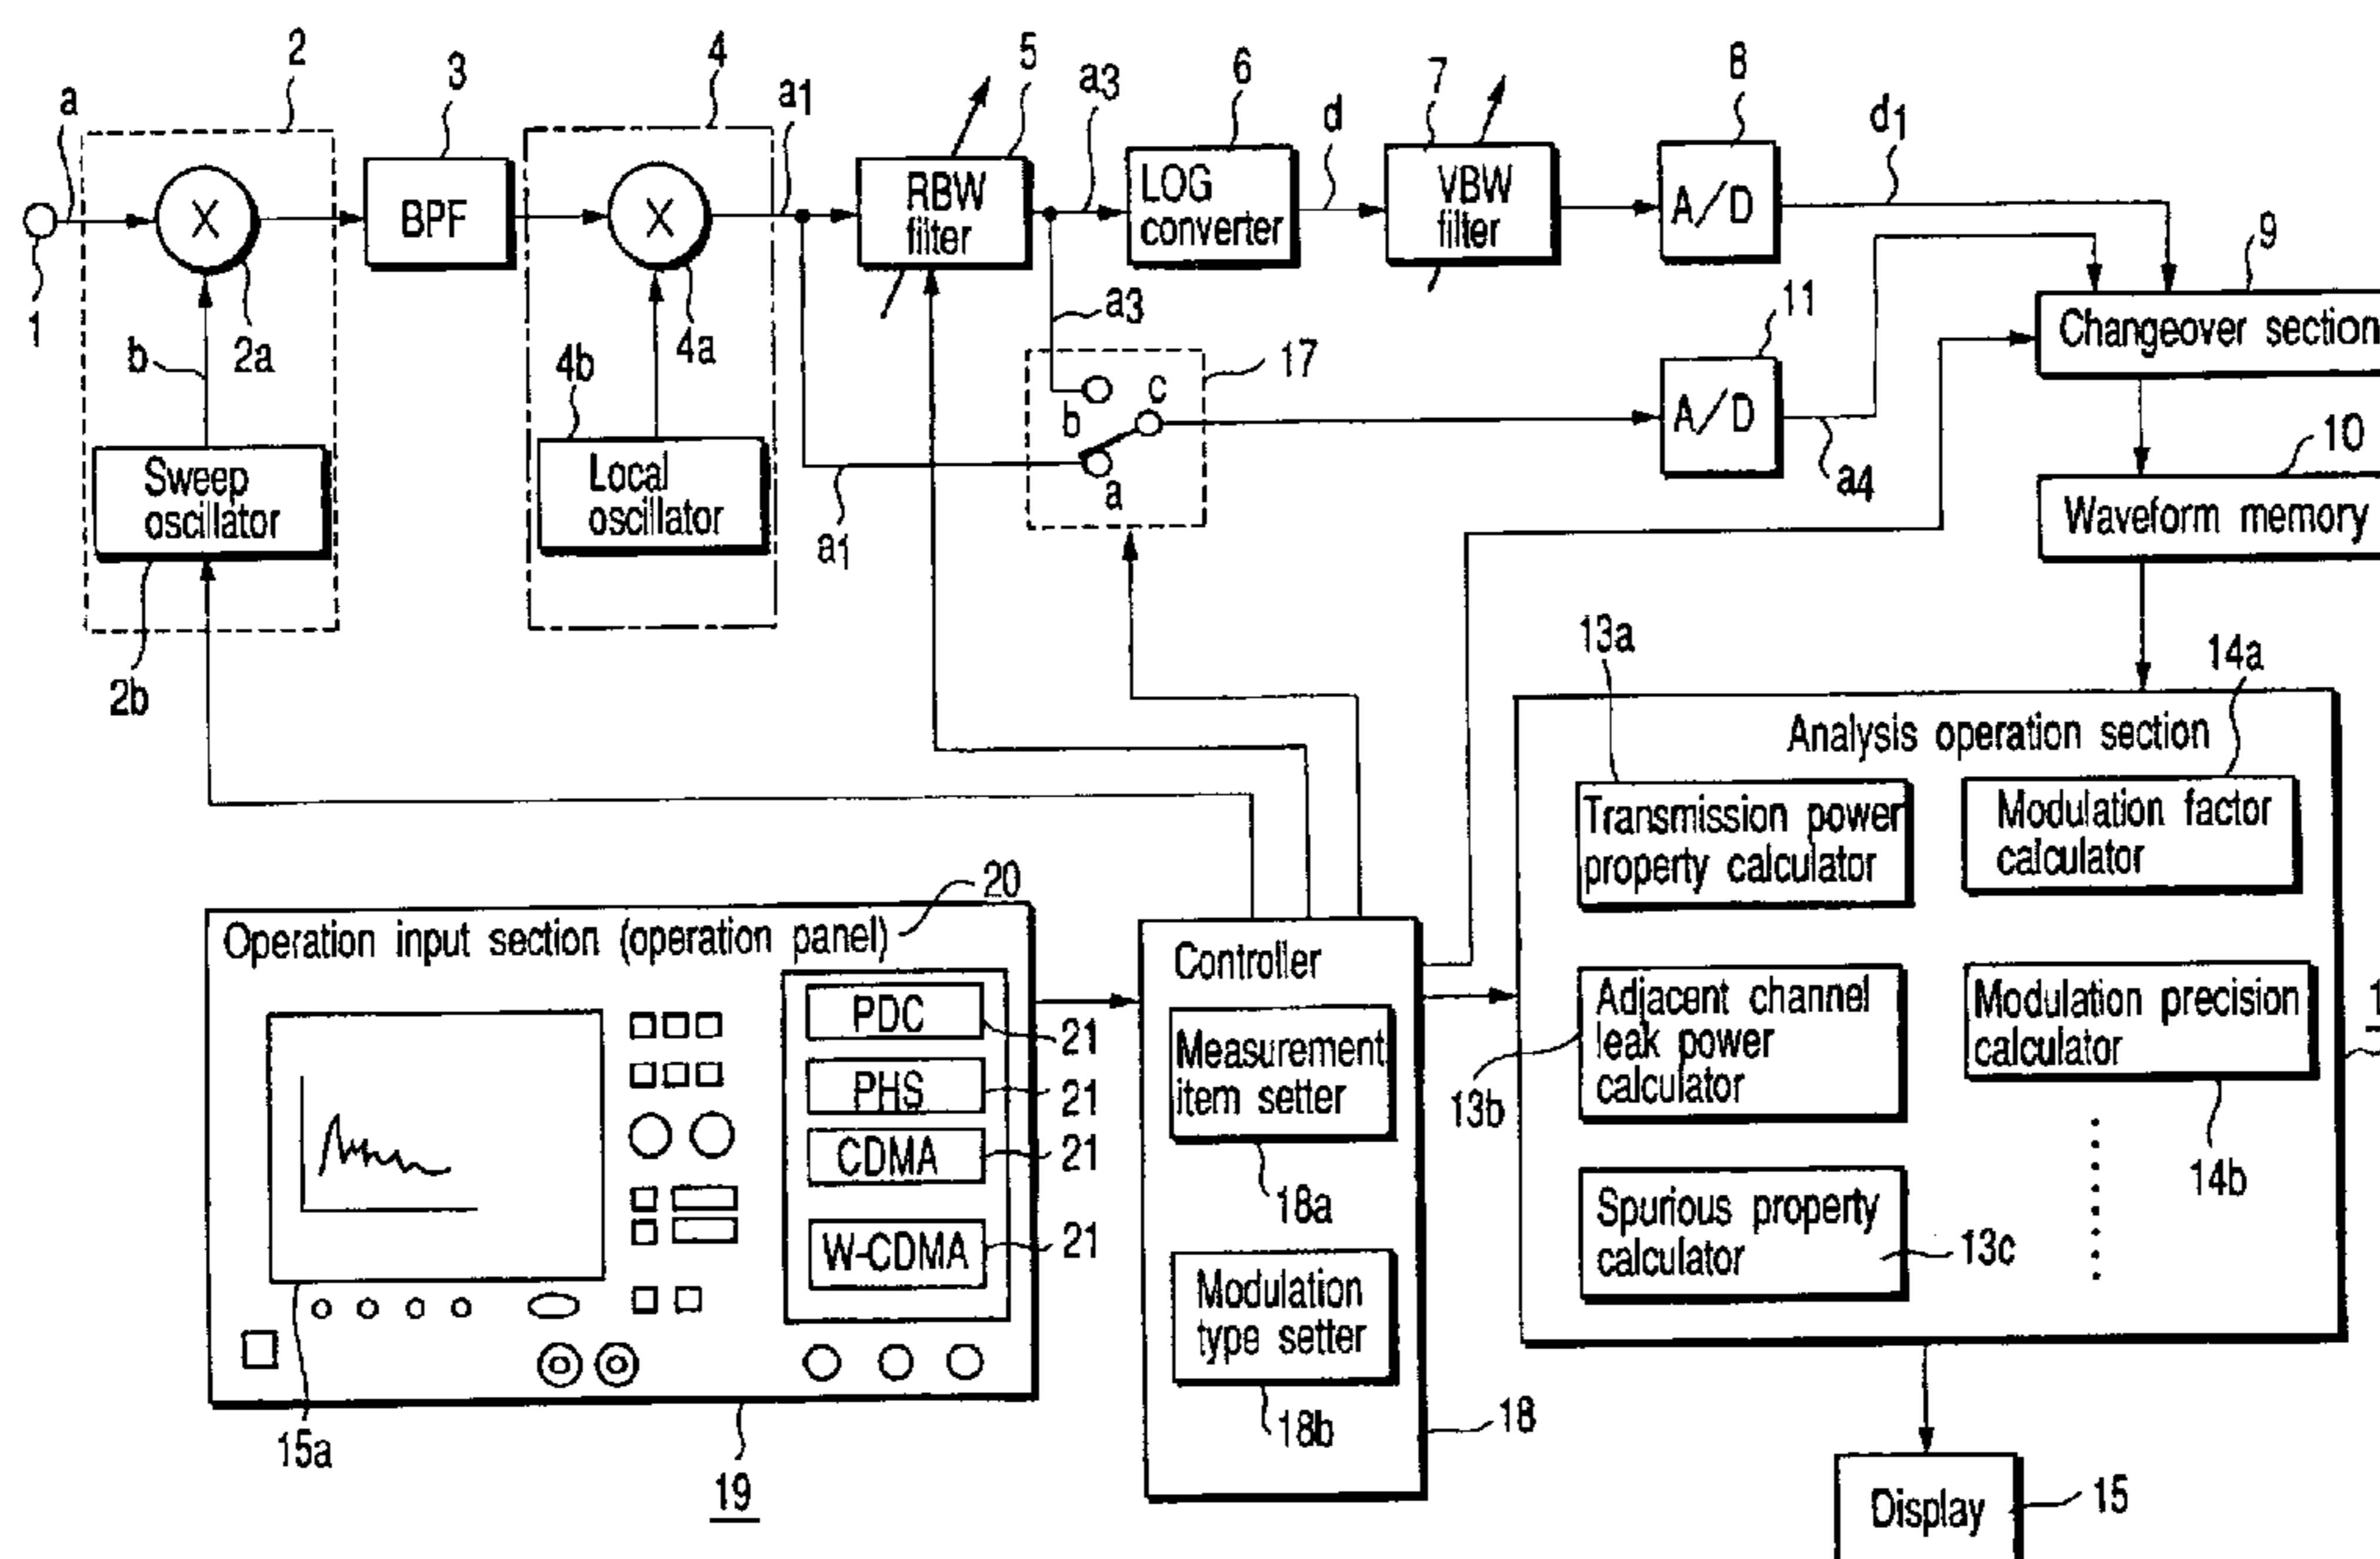 2
3
4
5
6
7
8
a
a1
a3
d
d1
X
BPF
X
RBW
filter
LOG
converter
VBW
filter
A/D
9
1
b
2a
4a
4b
a3
11
17
Changeover section
b
c
a
A/D
10
Sweep
oscillator
Local
oscillator
a1
a4
Waveform memory
2b
13a
14a
Analysis operation section
Transmission power
property calculator
Modulation factor
calculator
20
Operation input section (operation panel)
Controller
PDC
21
Measurement
item setter
Adjacent channel
leak power
calculator
Modulation precision
calculator
PHS
21
13b
CDMA
21
18a
14b
W-CDMA
21
Spurious property
calculator
13c
Modulation
type setter
15a
18b
18
19
Display
15